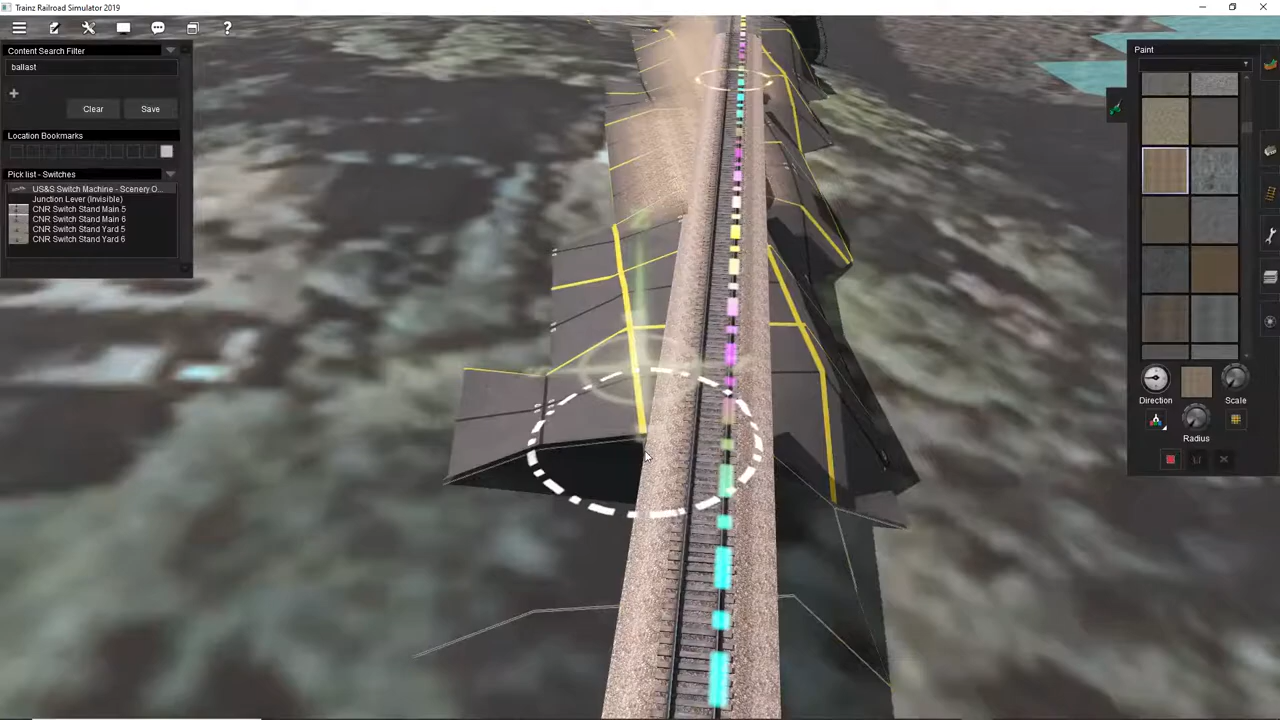 Trainz Railroad Simulator 2019
Content Search Filter
ballast
Clear
Save
Location Bookmarks
Pick list - Switches
US&S Switch Machine - Scenery O...
Junction Lever (Invisible)
CNR Switch Stand Main 5
CNR Switch Stand Main 6
CNR Switch Stand Yard 5
CNR Switch Stand Yard 6
Paint
Direction
Scale
Radius